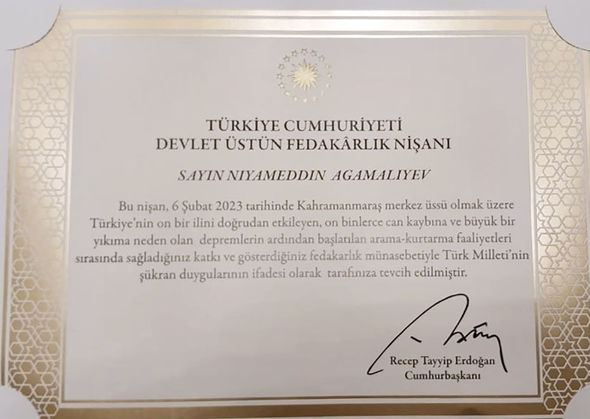 TÜRKİYE CUMHURİYETİ
DEVLET ÜSTÜN FEDAKÂRLIK NİŞANI
SAYIN NIYAMEDDIN AGAMALIYEV
Bu nişan, 6 Şubat 2023 tarihinde Kahramanmaraş merkez üssü olmak üzere
Türkiye'nin on bir ilini doğrudan etkileyen, on binlerce can kaybına ve büyük bir
yıkıma neden olan depremlerin ardından başlatılan arama-kurtarma faaliyetleri
sırasında sağladığınız katkı ve gösterdiğiniz fedakarlık münasebetiyle Türk Milleti'nin
şükran duygularının ifadesi olarak tarafınıza tevcih edilmiştir.
Recep Tayyip Erdoğan
Cumhurbaşkanı